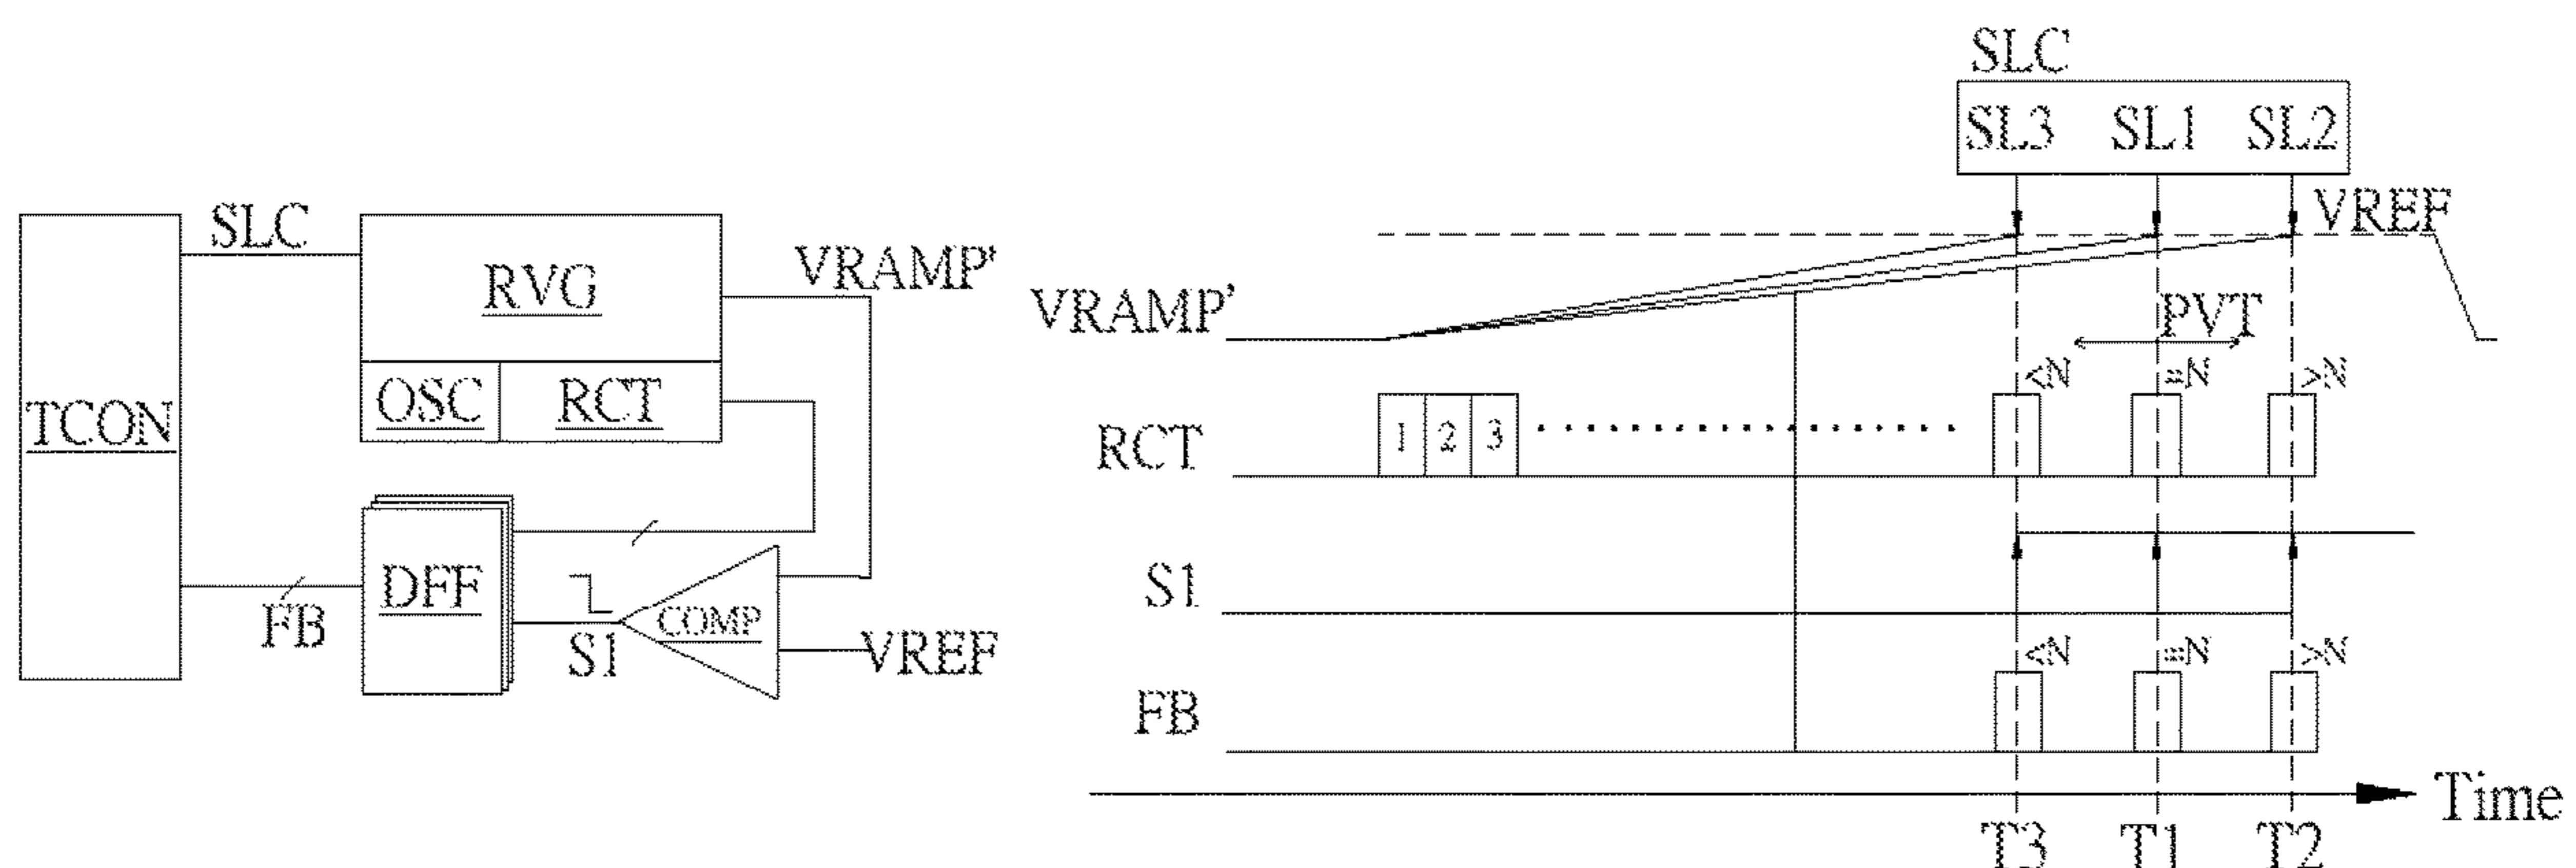 SLC
RVG
VRAMP'
TCON
OSC
RCT
DFF
FB
S1
COMP
VREF
SLC
SL3 SL1 SL2
VREF
VRAMP'
PVT
<N =N >N
RCT
1 2 3
S1
<N =N >N
FB
Time
T3 T1 T2